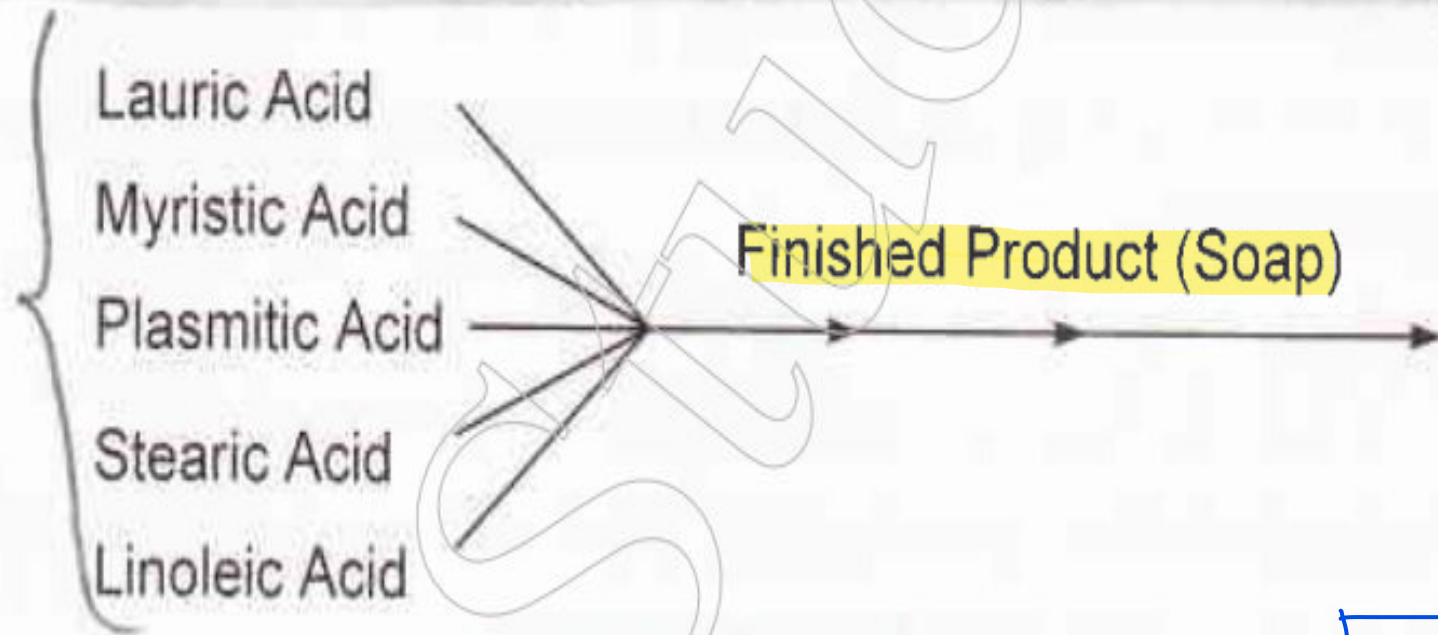 Lauric Acid
Myristic Acid
Finished Product (Soap)
Plasmitic Acid
Stearic Acid
Linoleic Acid